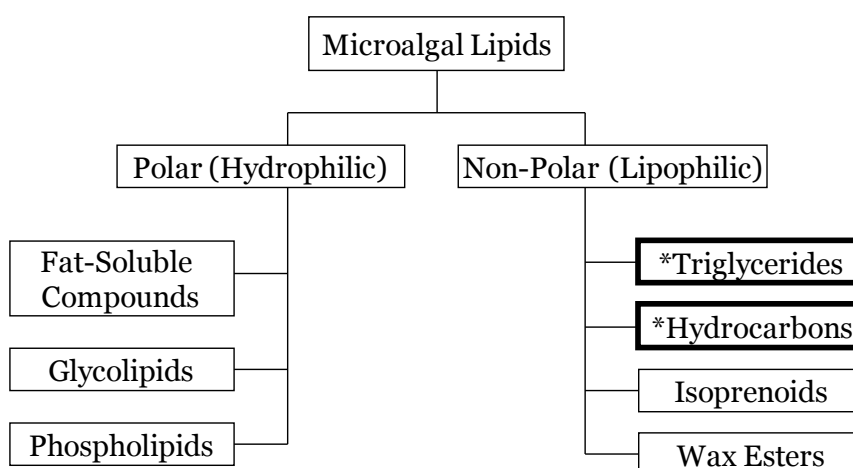 Microalgal Lipids
Polar (Hydrophilic)
Non-Polar (Lipophilic)
Fat-Soluble
Compounds
Glycolipids
Phospholipids
*Triglycerides
*Hydrocarbons
Isoprenoids
Wax Esters